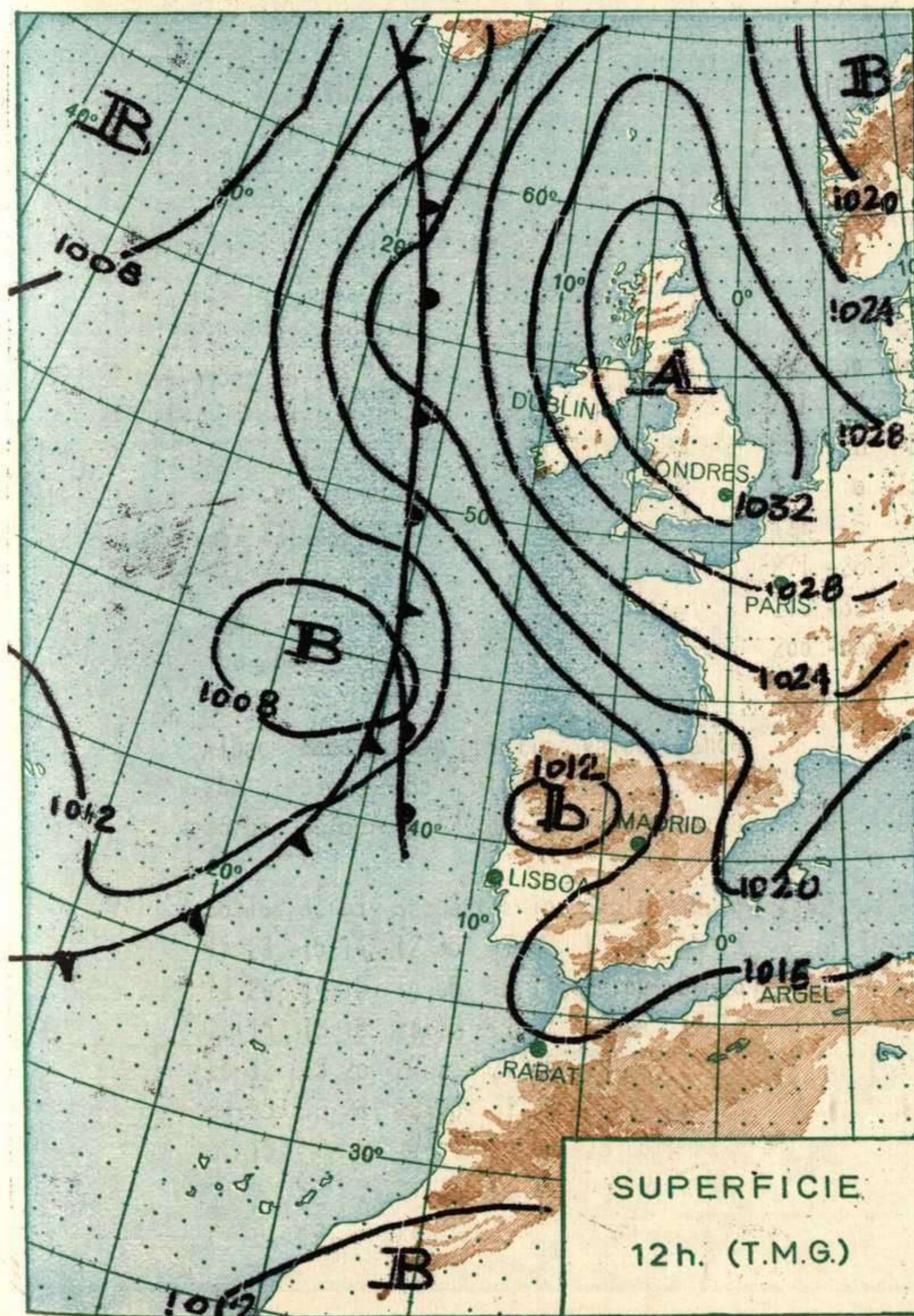 B
B
40°
30°
1020
60°
1008
20°
10°
0°
1024
A
DUBLIN
1028
LONDRES
1032
50
1028
PARIS
B
1024
1008
1012
b
1012
MADRID
40°
20°
LISBOA
1020
10°
0°
1016
ARGEL
RABAT
30°
SUPERFICIE
12h. (T.M.G.)
B
1012